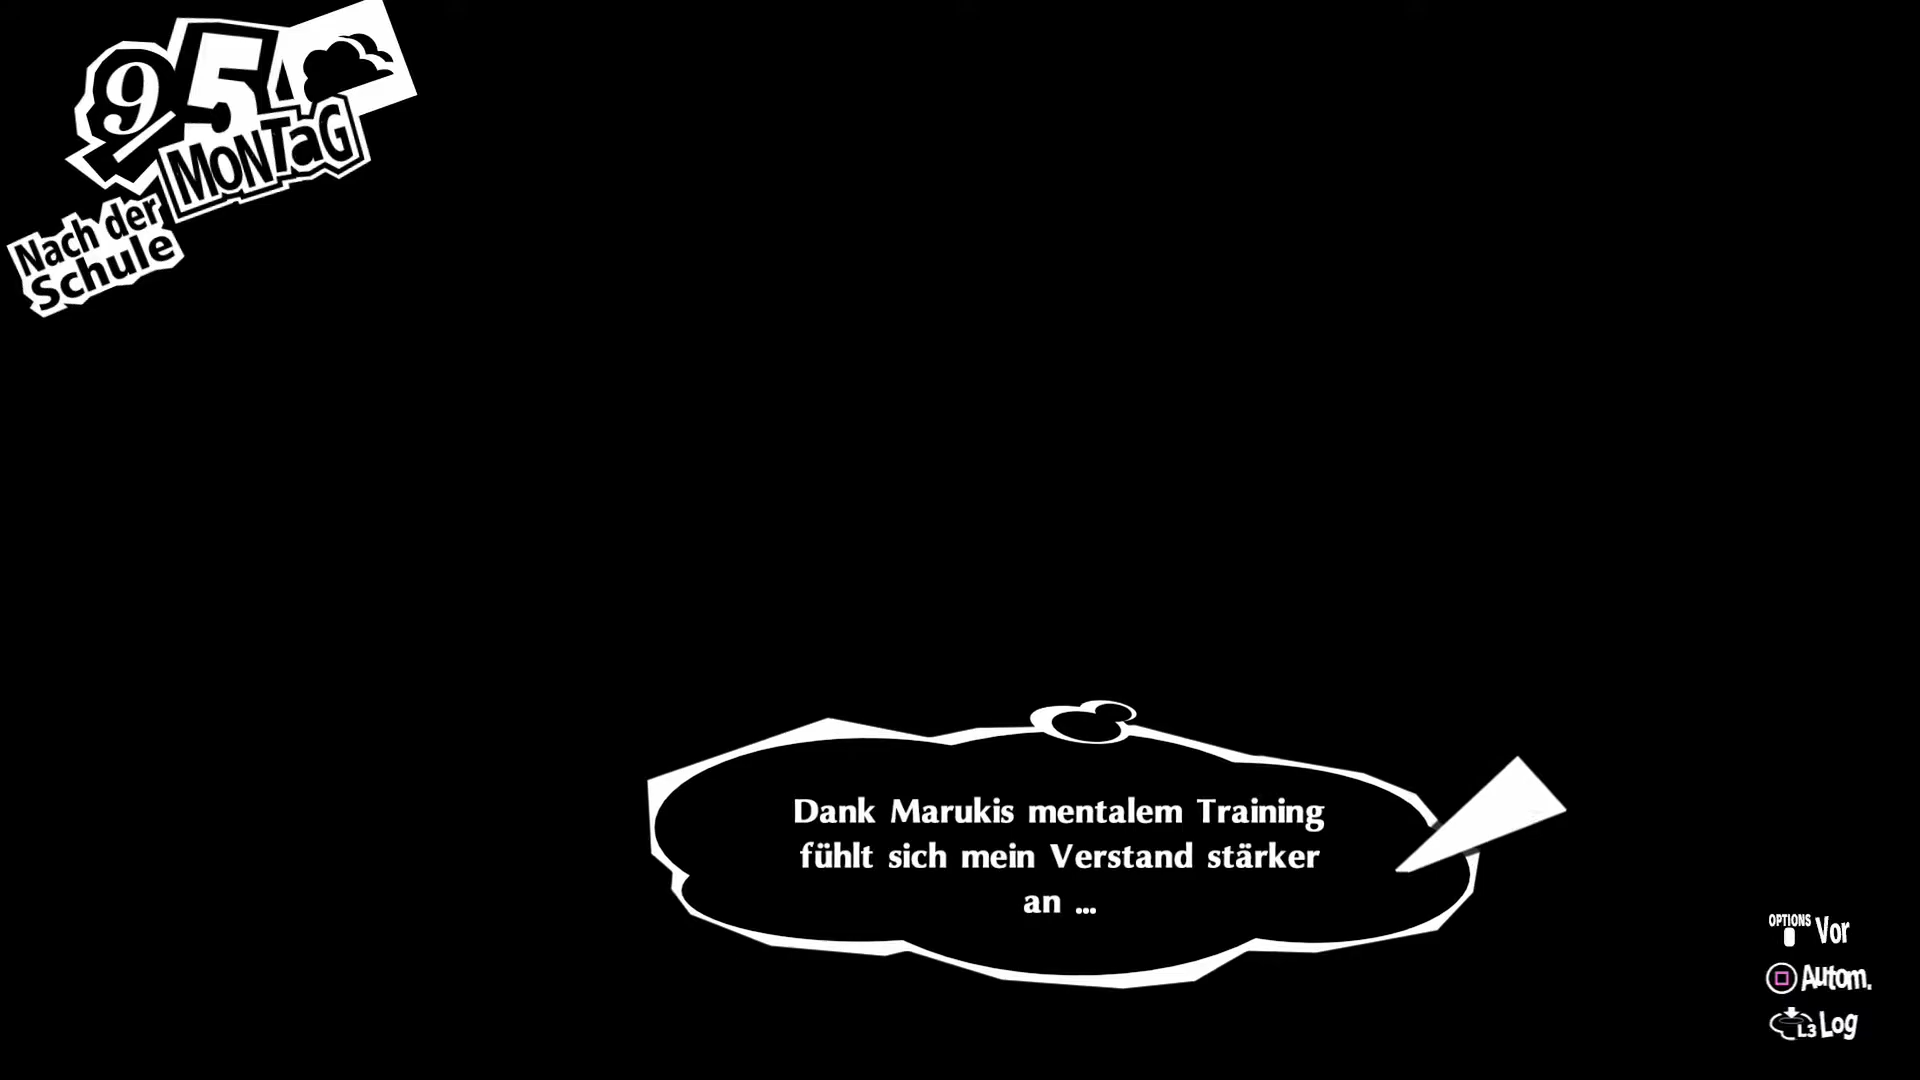 9/5
MONTaG
Nach der
Schule
Dank Marukis mentalem Training
fühlt sich mein Verstand stärker
an ...
OPTIONS Vor
Autom.
L3 Log